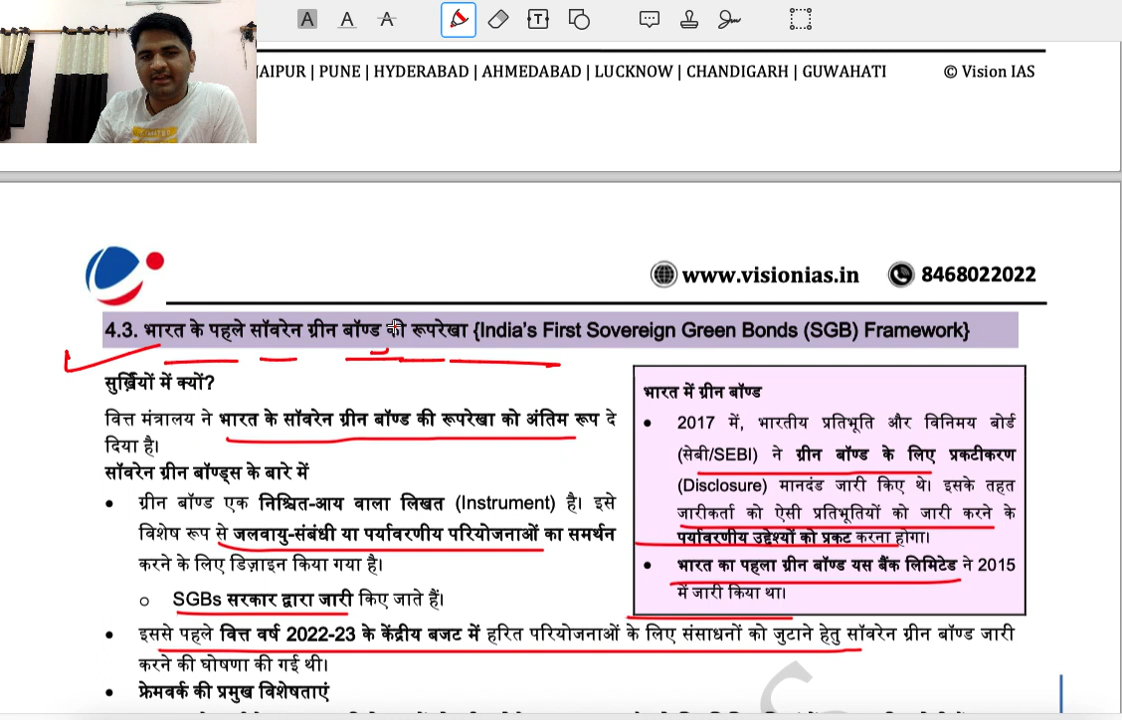 A A A T
JAIPUR | PUNE | HYDERABAD | AHMEDABAD | LUCKNOW | CHANDIGARH | GUWAHATI © Vision IAS
www.visionias.in 8468022022
4.3. भारत के पहले सॉवरेन ग्रीन बॉण्ड की रूपरेखा {India's First Sovereign Green Bonds (SGB) Framework}
सुर्ख़ियों में क्यों?
वित्त मंत्रालय ने भारत के सॉवरेन ग्रीन बॉण्ड की रूपरेखा को अंतिम रूप दे
दिया है।
सॉवरेन ग्रीन बॉण्ड्स के बारे में
• ग्रीन बॉण्ड एक निश्चित-आय वाला लिखत (Instrument) है। इसे
विशेष रूप से जलवायु-संबंधी या पर्यावरणीय परियोजनाओं का समर्थन
करने के लिए डिज़ाइन किया गया है।
o SGBs सरकार द्वारा जारी किए जाते हैं।
भारत में ग्रीन बॉण्ड
• 2017 में, भारतीय प्रतिभूति और विनिमय बोर्ड
(सेबी/SEBI) ने ग्रीन बॉण्ड के लिए प्रकटीकरण
(Disclosure) मानदंड जारी किए थे। इसके तहत
जारीकर्ता को ऐसी प्रतिभूतियों को जारी करने के
पर्यावरणीय उद्देश्यों को प्रकट करना होगा।
• भारत का पहला ग्रीन बॉण्ड यस बैंक लिमिटेड ने 2015
में जारी किया था।
• इससे पहले वित्त वर्ष 2022-23 के केंद्रीय बजट में हरित परियोजनाओं के लिए संसाधनों को जुटाने हेतु सॉवरेन ग्रीन बॉण्ड जारी
करने की घोषणा की गई थी।
• फ्रेमवर्क की प्रमुख विशेषताएं